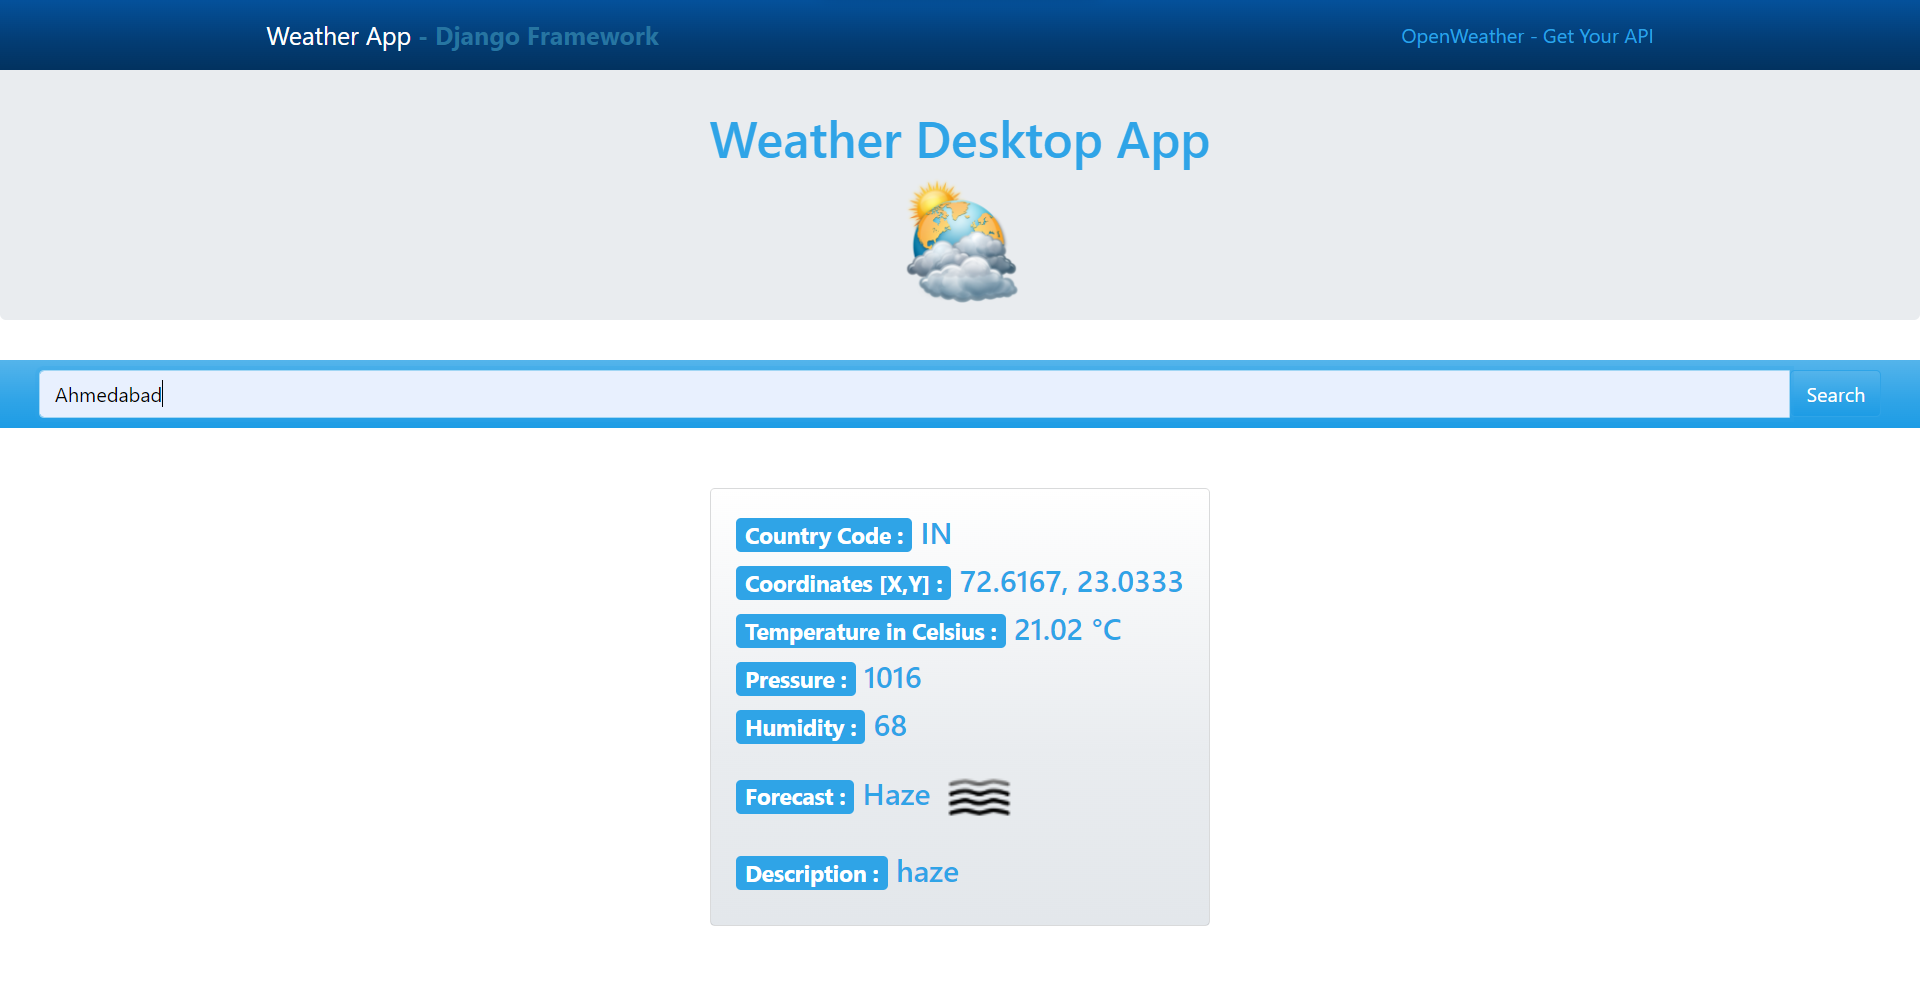 Weather App - Django Framework
OpenWeather - Get Your API
Weather Desktop App
Ahmedabad
Search
Country Code : IN
Coordinates [X,Y] : 72.6167, 23.0333
Temperature in Celsius : 21.02 °C
Pressure : 1016
Humidity : 68
Forecast : Haze
Description : haze